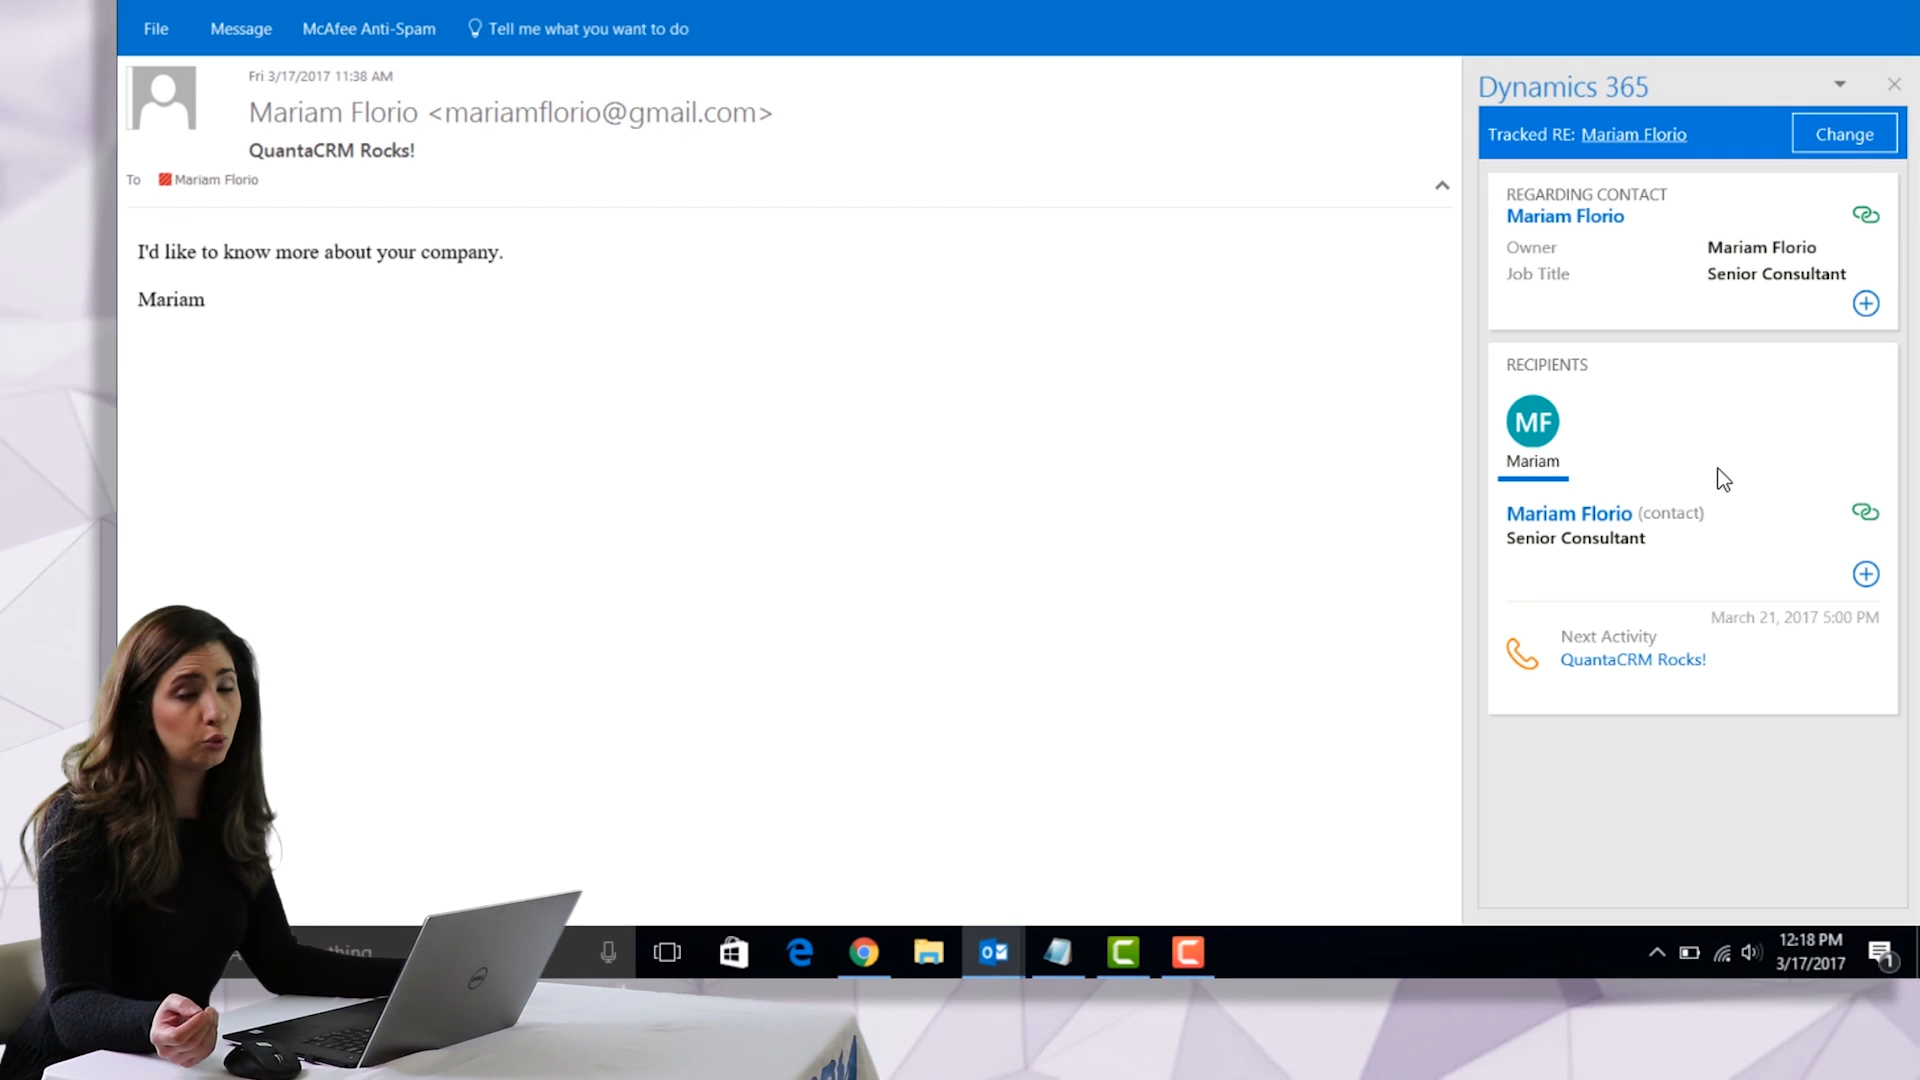 File Message McAfee Anti-Spam Tell me what you want to do
Fri 3/17/2017 11:38 AM
Mariam Florio <mariamflorio@gmail.com>
QuantaCRM Rocks!
To Mariam Florio
I'd like to know more about your company.
Mariam
Dynamics 365
Tracked RE: Mariam Florio Change
REGARDING CONTACT
Mariam Florio
Owner Mariam Florio
Job Title Senior Consultant
RECIPIENTS
MF
Mariam
Mariam Florio (contact)
Senior Consultant
March 21, 2017 5:00 PM
Next Activity
QuantaCRM Rocks!
12:18 PM
3/17/2017
1
DELL